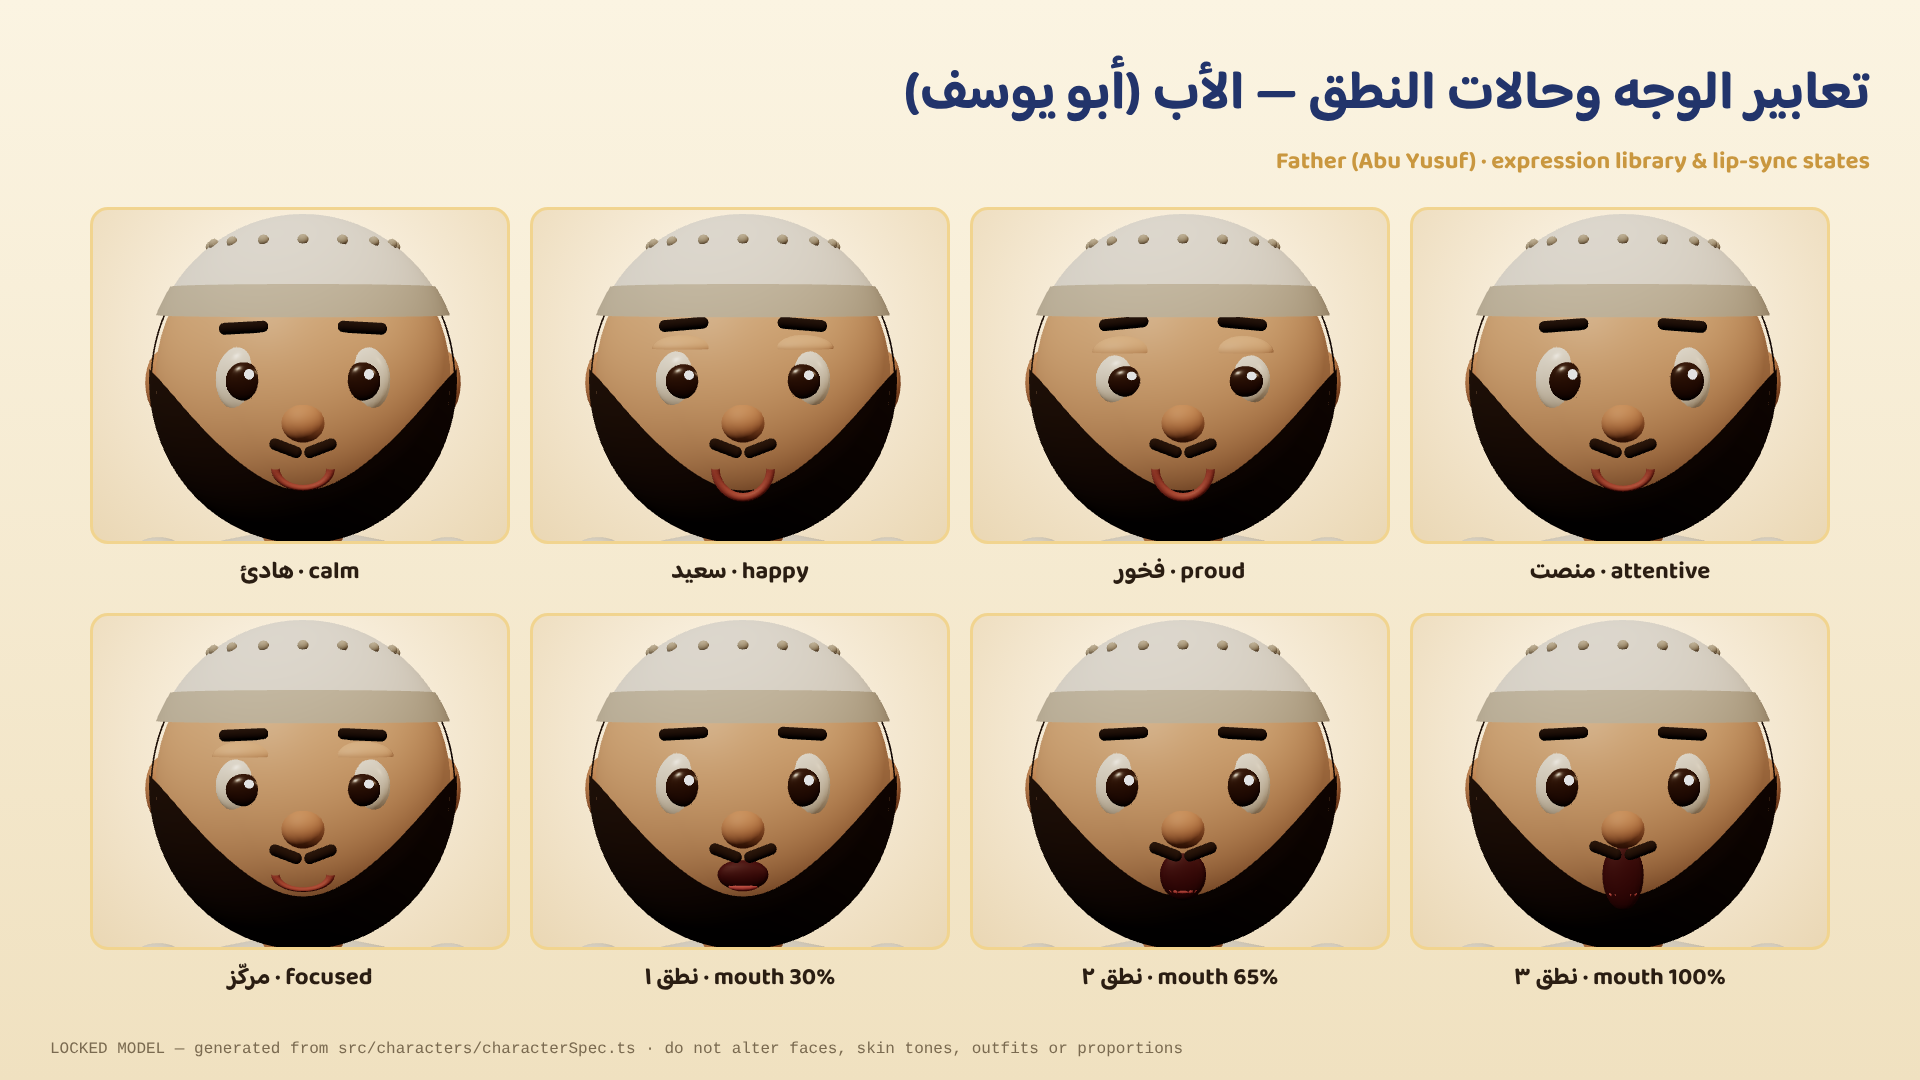 تعابير الوجه وحالات النطق — الأب (أبو يوسف)
Father (Abu Yusuf) · expression library & lip-sync states
هادئ · calm
سعيد · happy
فخور · proud
منصت · attentive
مركّز · focused
نطق ١ · mouth 30%
نطق ٢ · mouth 65%
نطق ٣ · mouth 100%
LOCKED MODEL — generated from src/characters/characterSpec.ts · do not alter faces, skin tones, outfits or proportions